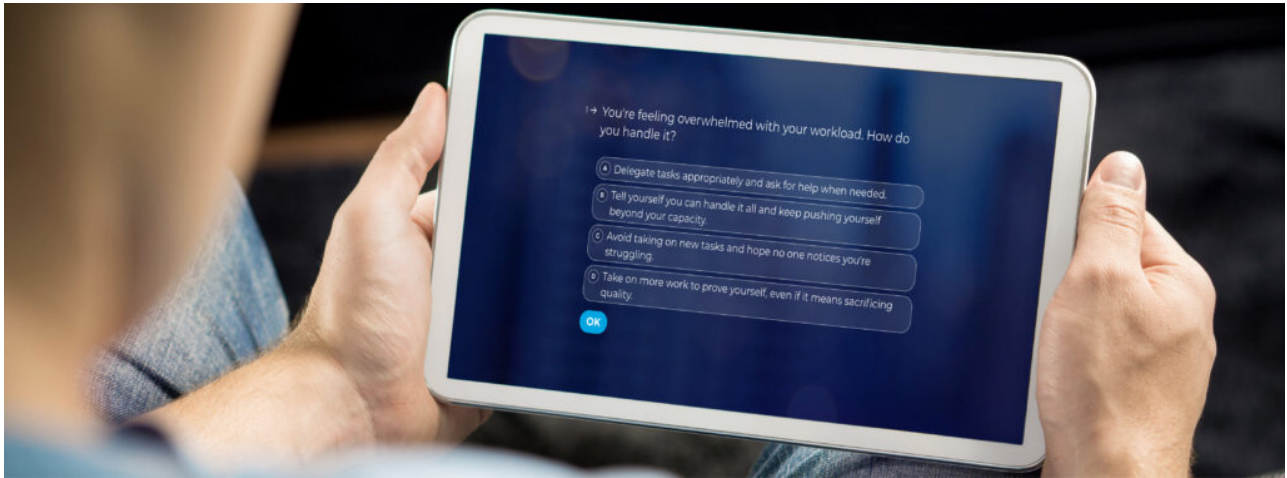 1→ You're feeling overwhelmed with your workload. How do
you handle it?
A Delegate tasks appropriately and ask for help when needed.
B Tell yourself you can handle it all and keep pushing yourself
beyond your capacity.
C Avoid taking on new tasks and hope no one notices you're
struggling.
D Take on more work to prove yourself, even if it means sacrificing
quality.
OK